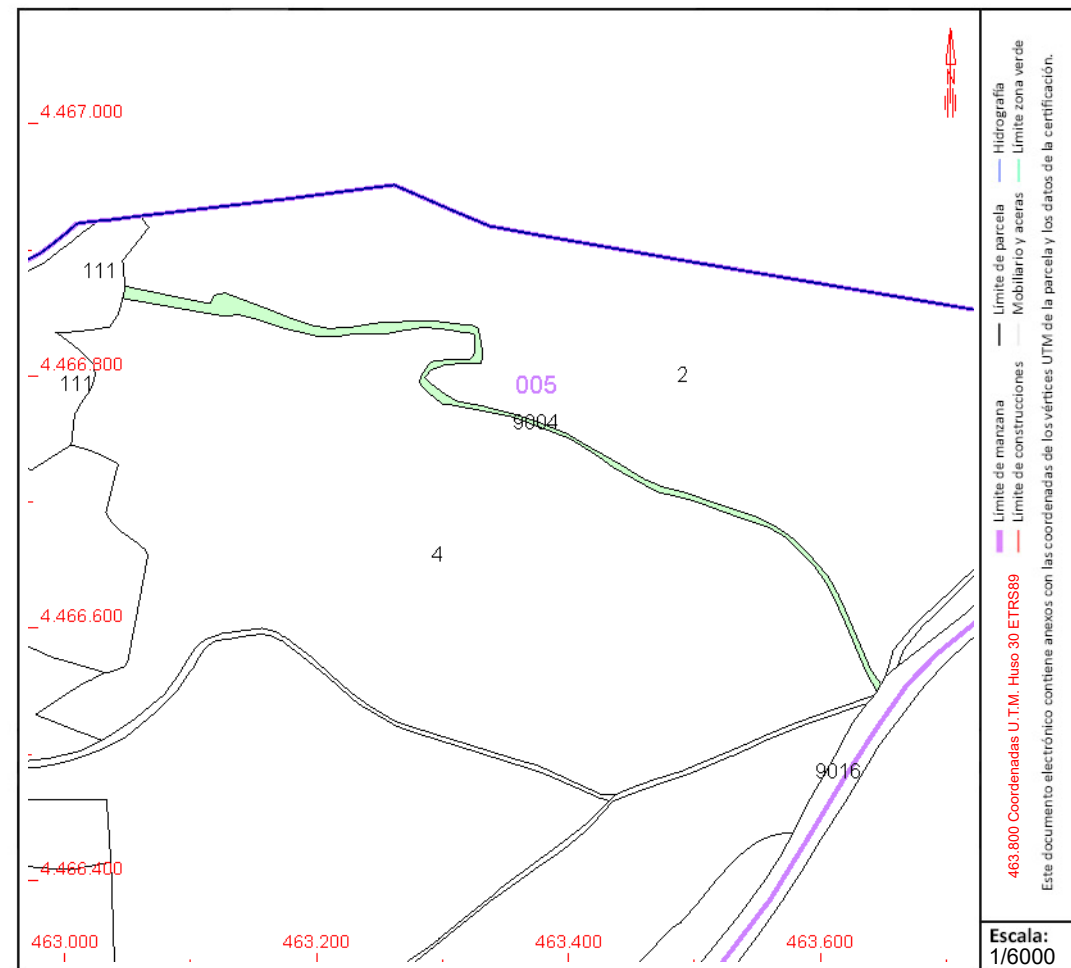 4.467.000
111
4.466.800
111
005
2
9004
4
4.466.600
9016
4.466.400
463.000
463.200
463.400
463.600
N
Límite de manzana
Límite de parcela
Hidrografía
Límite de construcciones
Mobiliario y aceras
Límite zona verde
463.800 Coordenadas U.T.M. Huso 30 ETRS89
Este documento electrónico contiene anexos con las coordenadas de los vértices UTM de la parcela y los datos de la certificación.
Escala:
1/6000